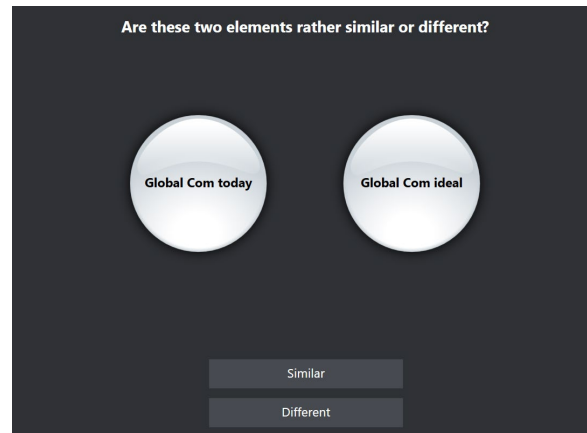 Are these two elements rather similar or different?
Global Com today
Global Com ideal
Similar
Different